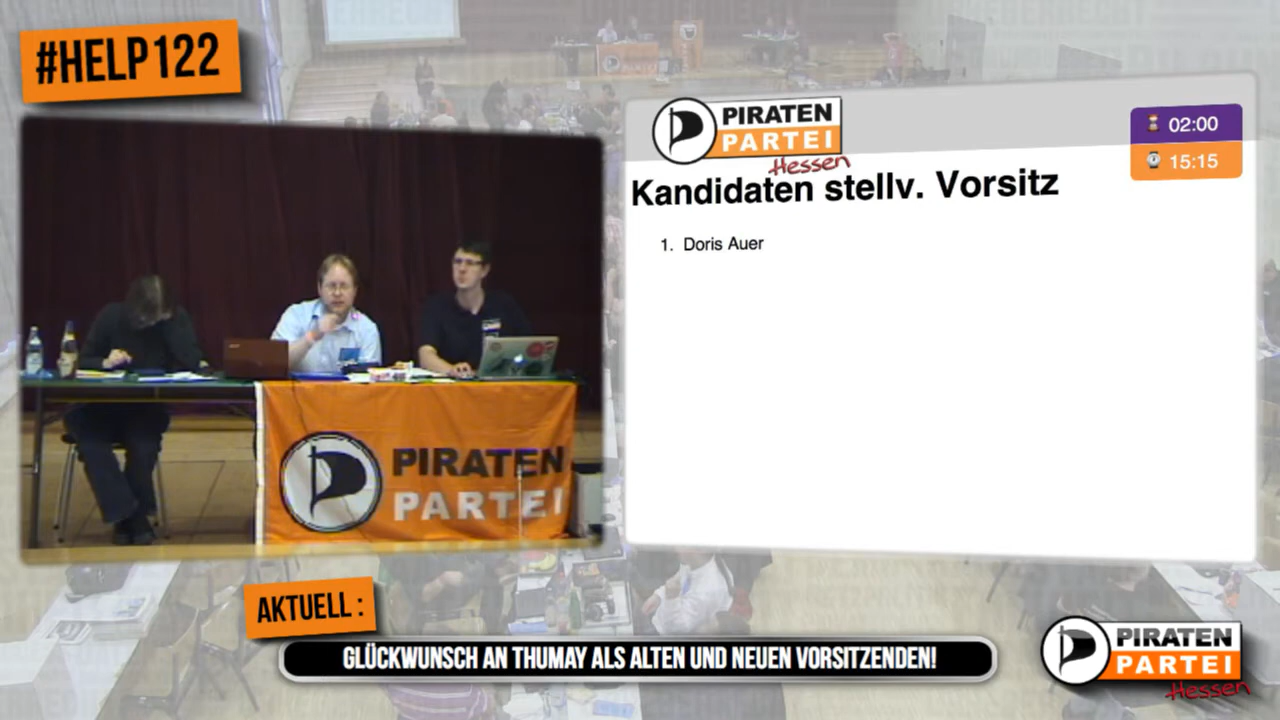 #HELP122
PIRATEN
PARTEI
Hessen
02:00
15:15
Kandidaten stellv. Vorsitz
1. Doris Auer
PIRATEN
PARTEI
AKTUELL :
GLÜCKWUNSCH AN THUMAY ALS ALTEN UND NEUEN VORSITZENDEN!
PIRATEN
PARTEI
Hessen